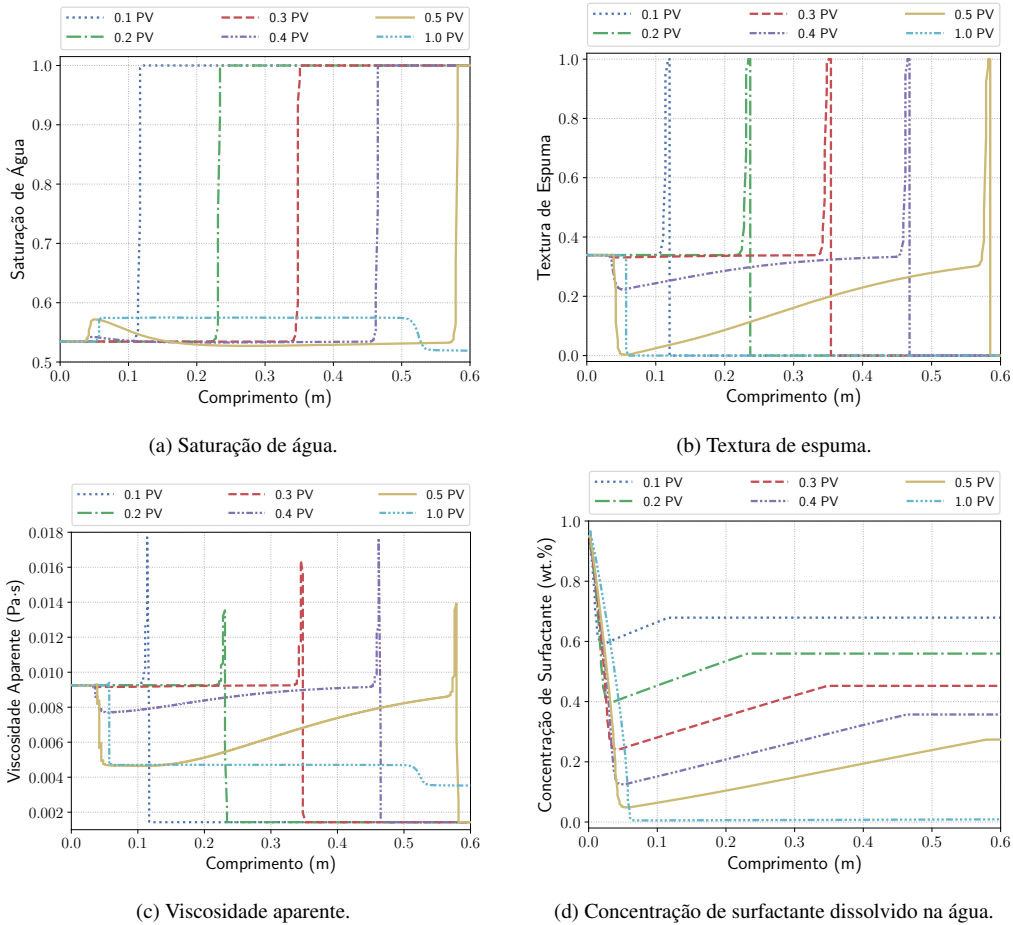 0.1 PV 0.3 PV 0.5 PV
0.2 PV 0.4 PV 1.0 PV
1.0
0.9
0.8
0.7
0.6
0.5
Saturação de Água
0.0 0.1 0.2 0.3 0.4 0.5 0.6
Comprimento (m)
(a) Saturação de água.
0.1 PV 0.3 PV 0.5 PV
0.2 PV 0.4 PV 1.0 PV
1.0
0.8
0.6
0.4
0.2
0.0
Textura de Espuma
0.0 0.1 0.2 0.3 0.4 0.5 0.6
Comprimento (m)
(b) Textura de espuma.
0.1 PV 0.3 PV 0.5 PV
0.2 PV 0.4 PV 1.0 PV
0.018
0.016
0.014
0.012
0.010
0.008
0.006
0.004
0.002
Viscosidade Aparente (Pa·s)
0.0 0.1 0.2 0.3 0.4 0.5 0.6
Comprimento (m)
(c) Viscosidade aparente.
0.1 PV 0.3 PV 0.5 PV
0.2 PV 0.4 PV 1.0 PV
1.0
0.8
0.6
0.4
0.2
0.0
Concentração de Surfactante (wt.%)
0.0 0.1 0.2 0.3 0.4 0.5 0.6
Comprimento (m)
(d) Concentração de surfactante dissolvido na água.